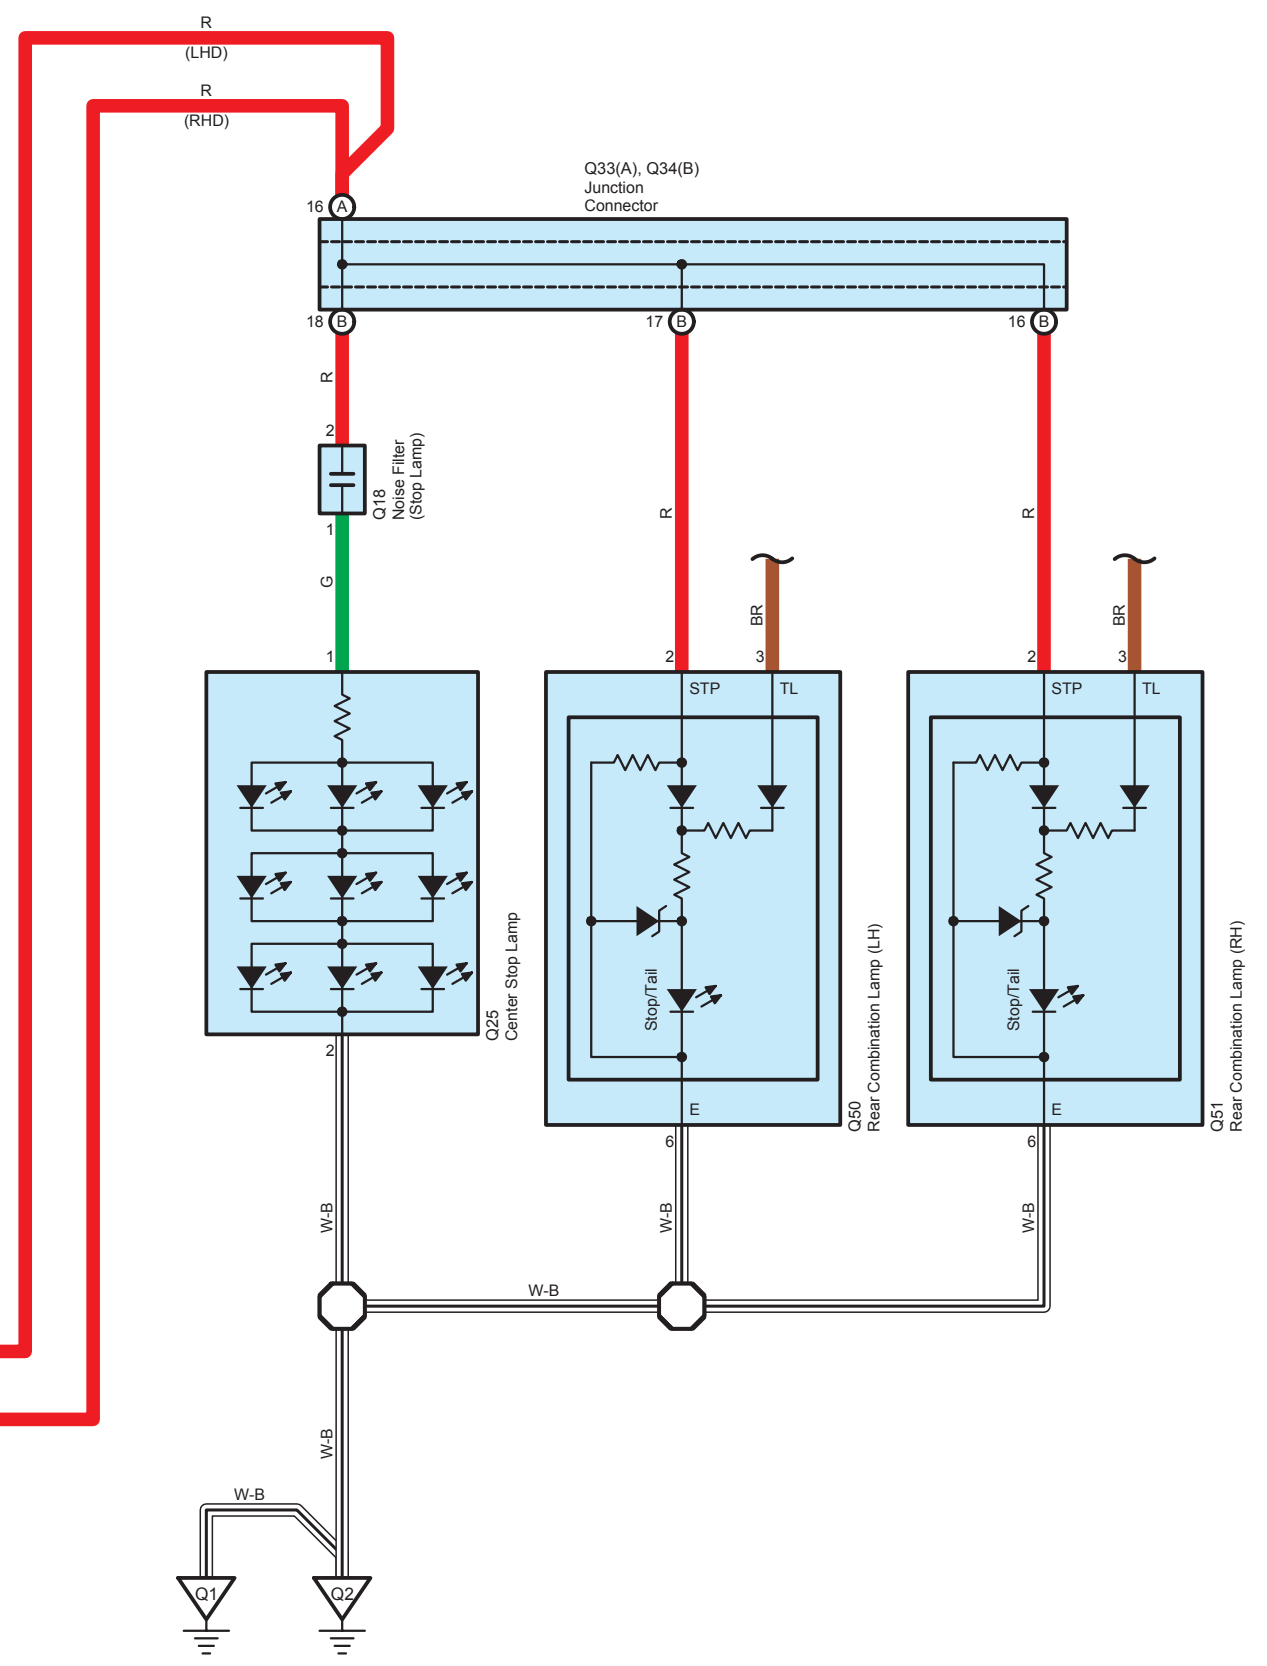 R
(LHD)
R
(RHD)
Q33(A), Q34(B)
Junction
Connector
16 A
18 B
17 B
16 B
R
2
Q18
Noise Filter
(Stop Lamp)
1
G
1
R
R
BR
BR
2
3
2
3
STP
TL
STP
TL
Stop/Tail
Stop/Tail
Q25
Center Stop Lamp
2
E
E
Q50
Rear Combination Lamp (LH)
Q51
Rear Combination Lamp (RH)
6
6
W-B
W-B
W-B
W-B
W-B
W-B
Q1
Q2